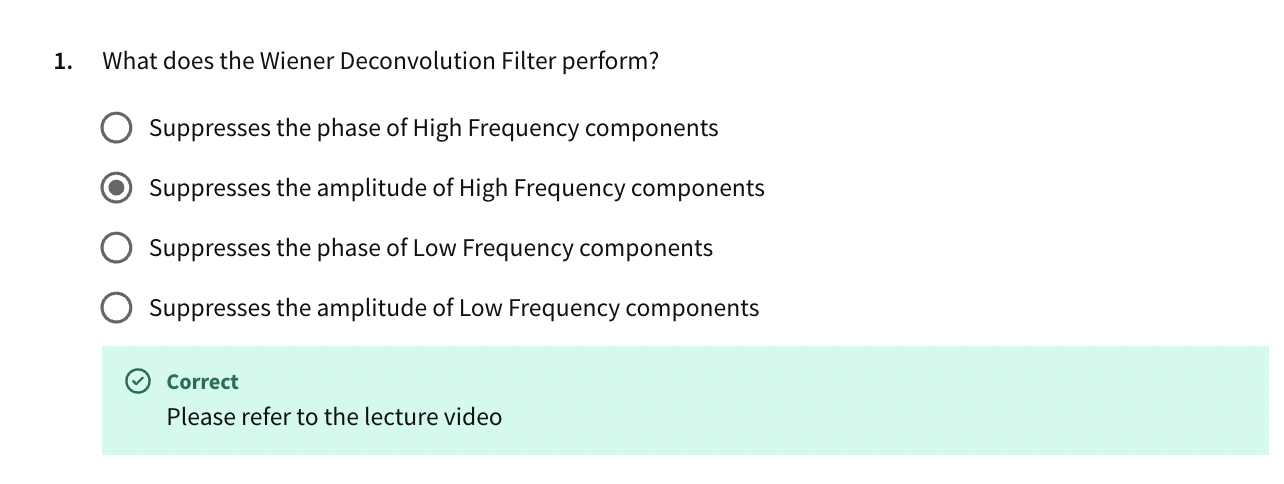 1. What does the Wiener Deconvolution Filter perform?
Suppresses the phase of High Frequency components
Suppresses the amplitude of High Frequency components
Suppresses the phase of Low Frequency components
Suppresses the amplitude of Low Frequency components
Correct
Please refer to the lecture video